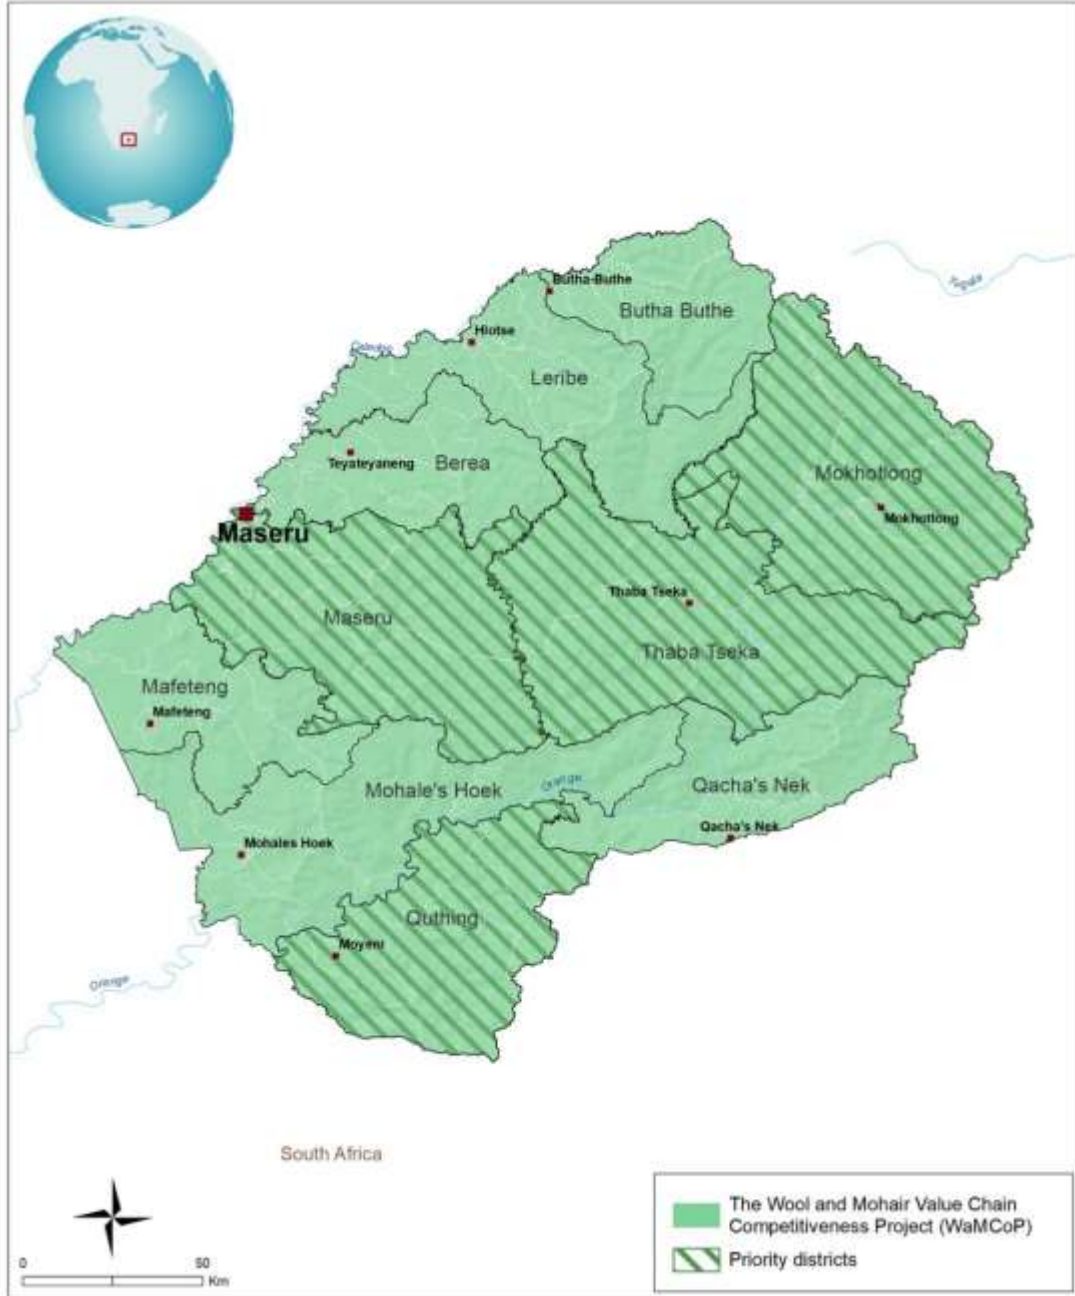 Tugela
Butha-Buthe
Butha Buthe
Hlotse
Caledon
Leribe
Teyateyaneng
Berea
Mokhotlong
Mokhotlong
Maseru
Thaba Tseka
Maseru
Thaba Tseka
Mafeteng
Mafeteng
Orange
Mohale's Hoek
Qacha's Nek
Qacha's Nek
Mohales Hoek
Quthing
Moyeni
Orange
South Africa
The Wool and Mohair Value Chain
Competitiveness Project (WaMCoP)
Priority districts
0 50
Km